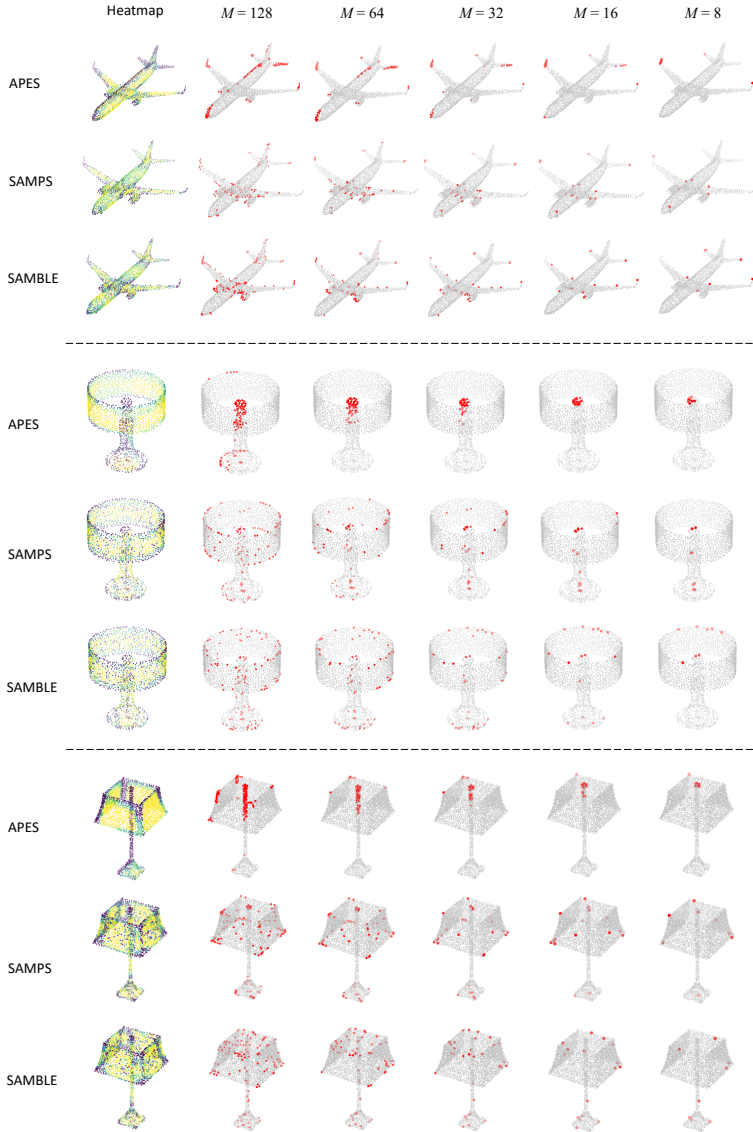 Heatmap M = 128 M = 64 M = 32 M = 16 M = 8
APES
SAMPS
SAMBLE
APES
SAMPS
SAMBLE
APES
SAMPS
SAMBLE